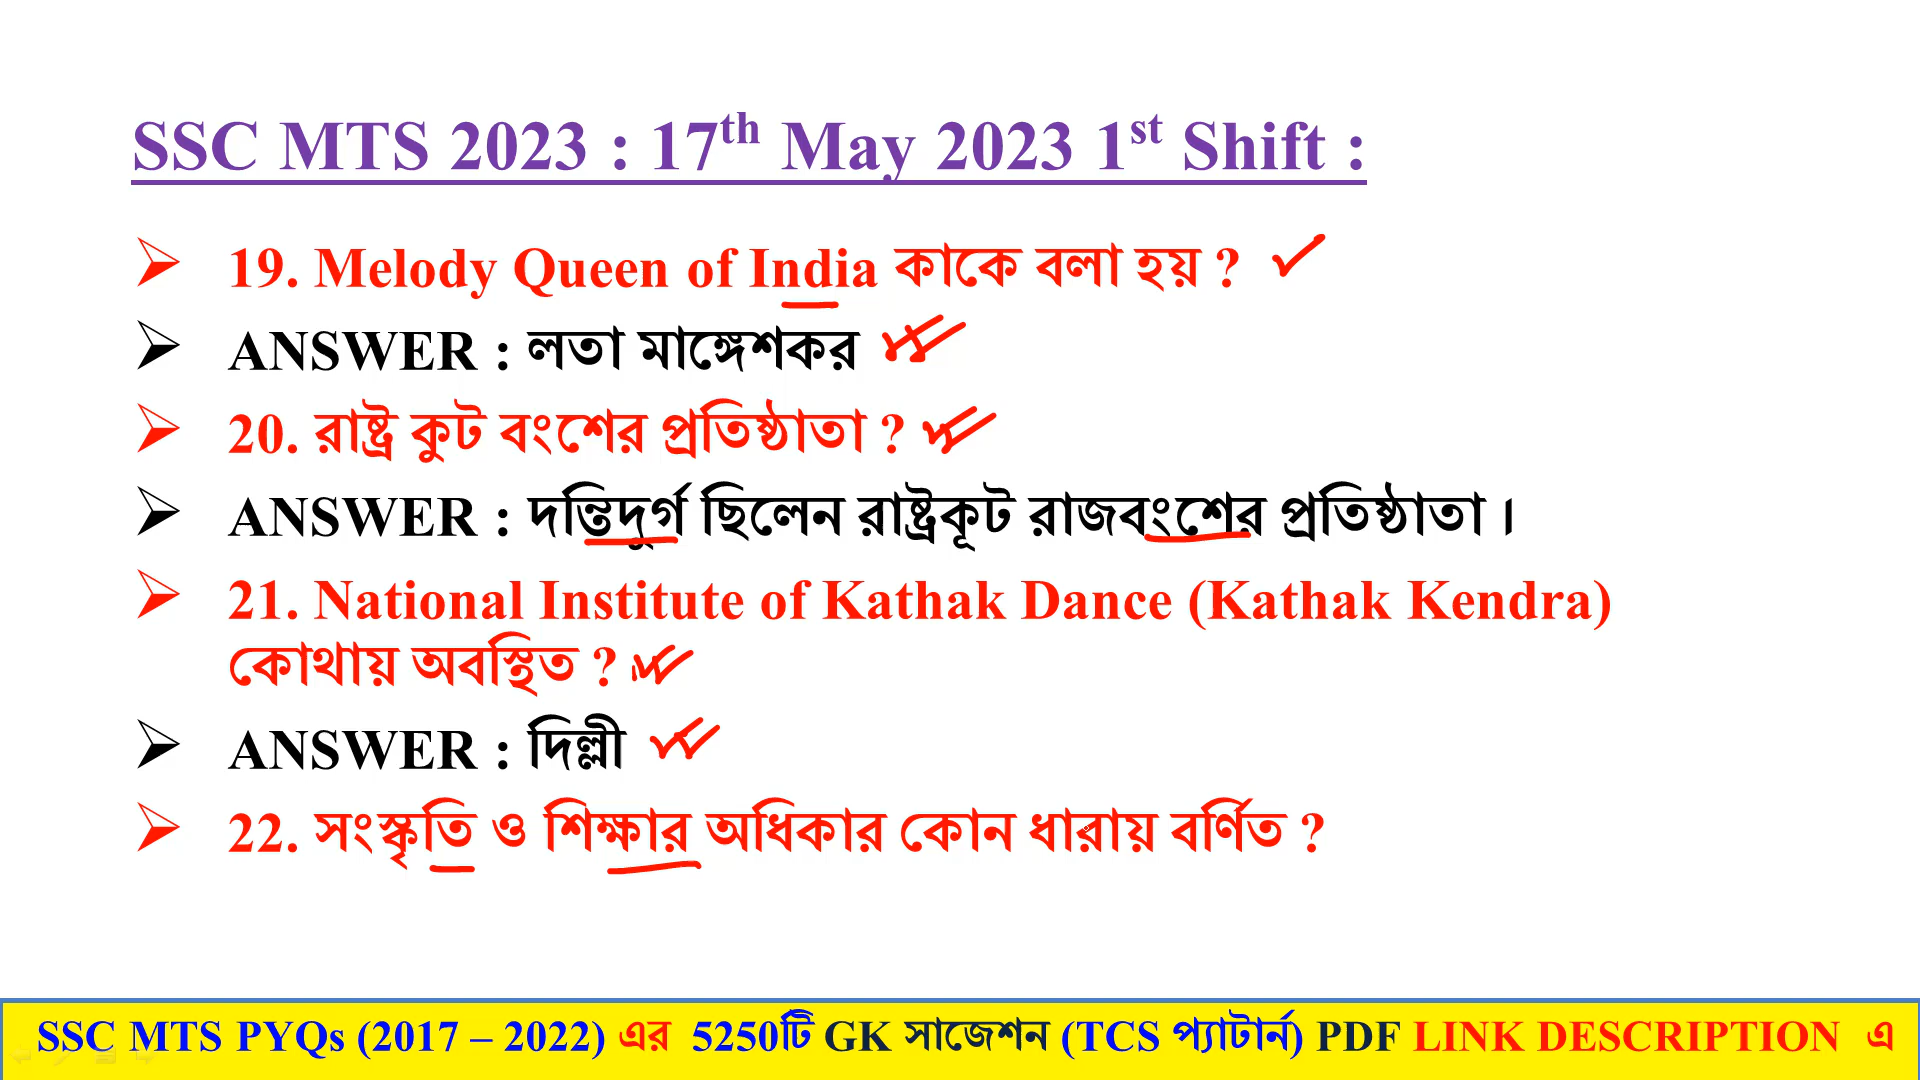 SSC MTS 2023 : 17th May 2023 1st Shift :
19. Melody Queen of India কাকে বলা হয় ?
ANSWER : লতা মাঙ্গেশকর
20. রাষ্ট্র কুট বংশের প্রতিষ্ঠাতা ?
ANSWER : দন্তিদুর্গ ছিলেন রাষ্ট্রকূট রাজবংশের প্রতিষ্ঠাতা।
21. National Institute of Kathak Dance (Kathak Kendra)
কোথায় অবস্থিত ?
ANSWER : দিল্লী
22. সংস্কৃতি ও শিক্ষার অধিকার কোন ধারায় বর্ণিত ?
SSC MTS PYQs (2017 – 2022) এর 5250টি GK সাজেশন (TCS প্যাটার্ন) PDF LINK DESCRIPTION এ